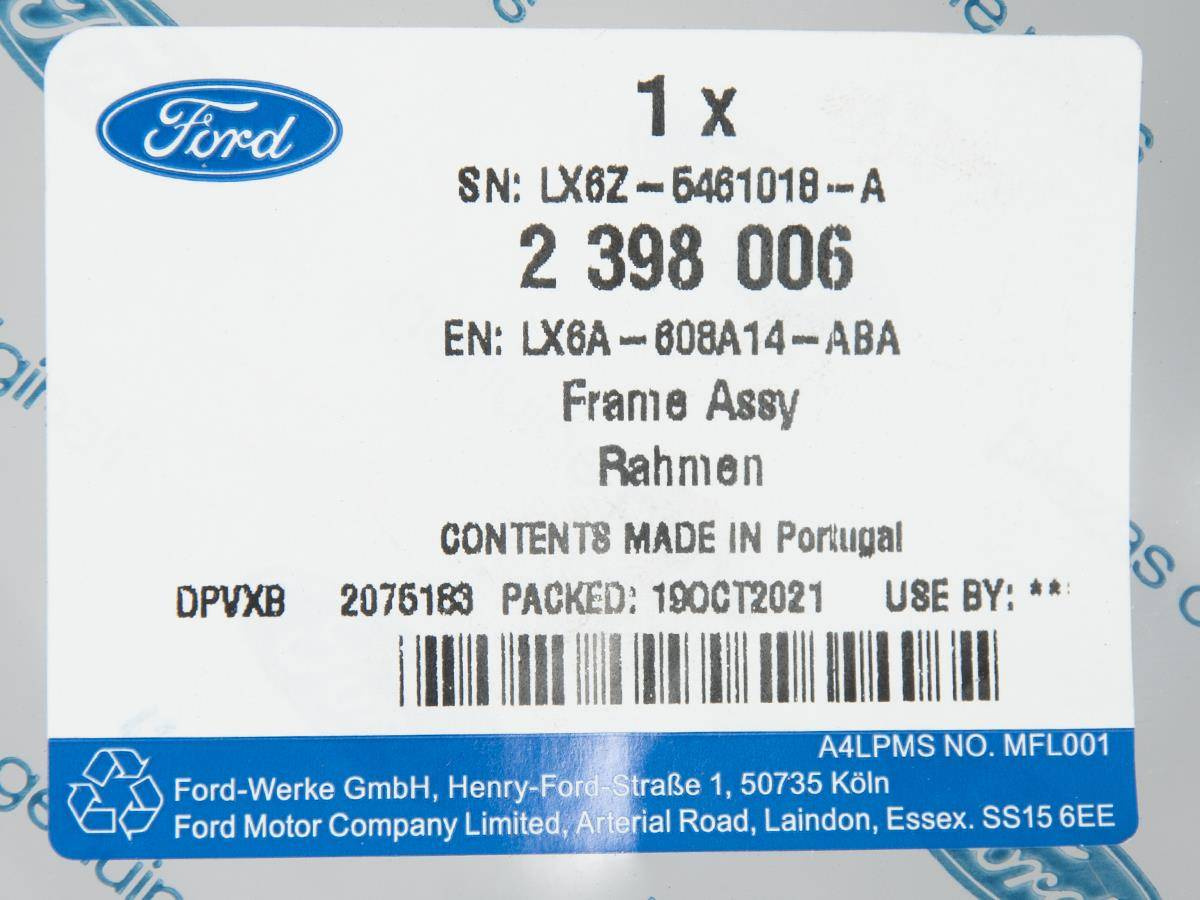 Ford
1 x
SN: LX6Z-5461018-A
2 398 006
EN: LX6A-608A14-ABA
Frame Assy
Rahmen
CONTENTS MADE IN Portugal
DPVXB 2075183 PACKED: 19OCT2021 USE BY: **
A4LPMS NO. MFL001
Ford-Werke GmbH, Henry-Ford-Straße 1, 50735 Köln
Ford Motor Company Limited, Arterial Road, Laindon, Essex. SS15 6EE
Ford